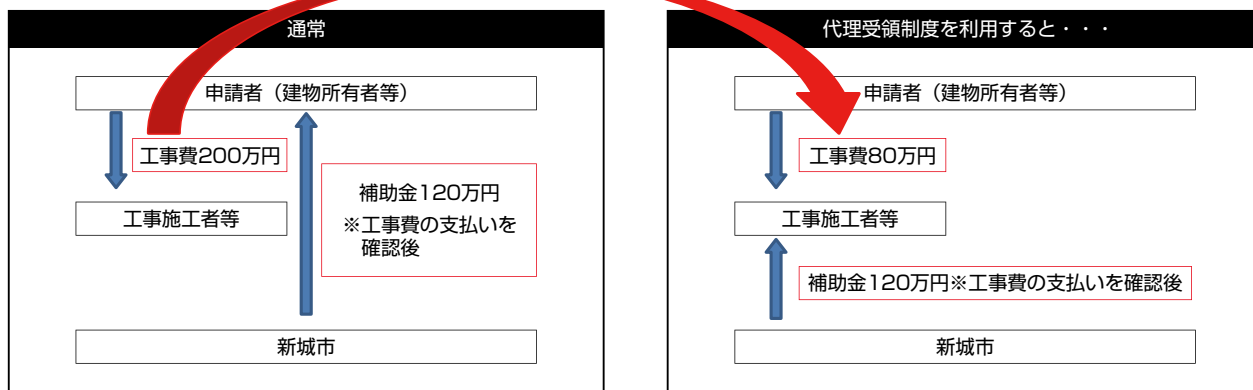 通常
申請者（建物所有者等）
工事費200万円
補助金120万円
※工事費の支払いを
確認後
工事施工者等
新城市
代理受領制度を利用すると・・・
申請者（建物所有者等）
工事費80万円
工事施工者等
補助金120万円※工事費の支払いを確認後
新城市